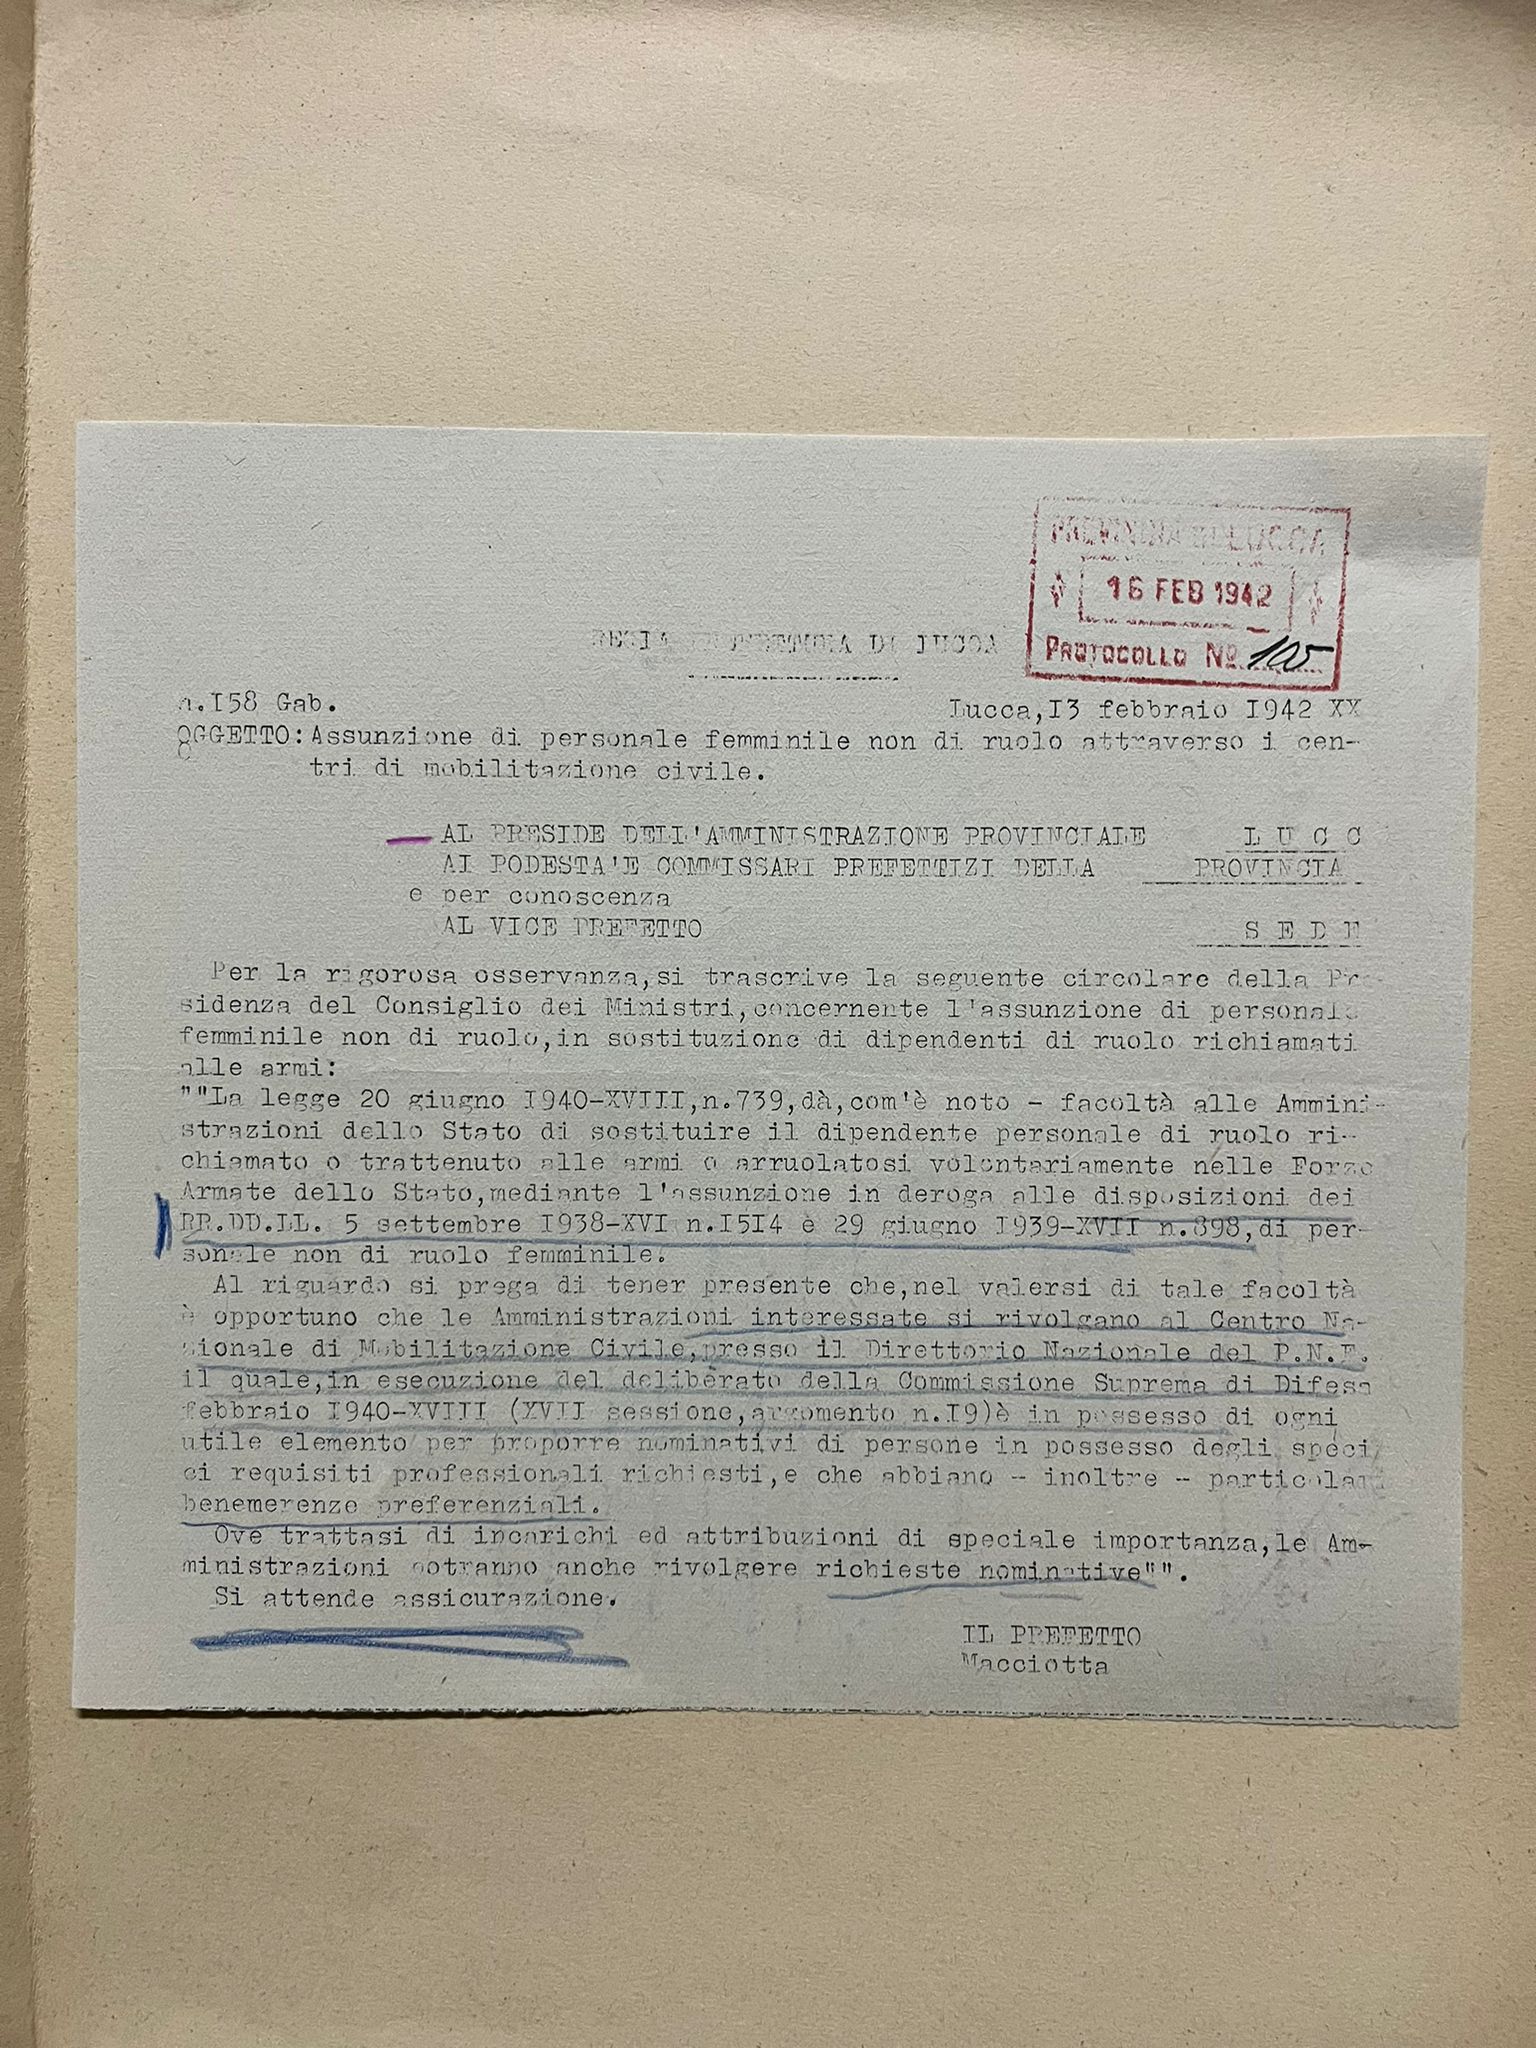 PROVINCIA DI LUCCA
16 FEB 1942
PROTOCOLLO No. 105
REGIA PREFETTURA DI LUCCA
n.158 Gab.
Lucca,13 febbraio 1942 XX
OGGETTO:Assunzione di personale femminile non di ruolo attraverso i cen-
tri di mobilitazione civile.
AL PRESIDE DELL'AMMINISTRAZIONE PROVINCIALE L U C C
AI PODESTA'E COMMISSARI PREFETTIZI DELLA PROVINCIA
e per conoscenza
AL VICE PREFETTO S E D E
Per la rigorosa osservanza,si trascrive la seguente circolare della Pre-
sidenza del Consiglio dei Ministri,concernente l'assunzione di personale
femminile non di ruolo,in sostituzione di dipendenti di ruolo richiamati
alle armi:
""La legge 20 giugno 1940-XVIII,n.739,dà,com'è noto - facoltà alle Ammini-
strazioni dello Stato di sostituire il dipendente personale di ruolo ri-
chiamato o trattenuto alle armi o arruolatosi volontariamente nelle Forze
Armate dello Stato,mediante l'assunzione in deroga alle disposizioni dei
RR.DD.LL. 5 settembre 1938-XVI n.1514 e 29 giugno 1939-XVII n.898,di per-
sonale non di ruolo femminile.
Al riguardo si prega di tener presente che,nel valersi di tale facoltà
è opportuno che le Amministrazioni interessate si rivolgano al Centro Na-
zionale di Mobilitazione Civile,presso il Direttorio Nazionale del P.N.F.
il quale,in esecuzione del deliberato della Commissione Suprema di Difesa
febbraio 1940-XVIII (XVII sessione,argomento n.19)è in possesso di ogni
utile elemento per proporre nominativi di persone in possesso degli speci
ci requisiti professionali richiesti,e che abbiano - inoltre - particolari
benemerenze preferenziali.
Ove trattasi di incarichi ed attribuzioni di speciale importanza,le Am-
ministrazioni potranno anche rivolgere richieste nominative"".
Si attende assicurazione.
IL PREFETTO
Macciotta